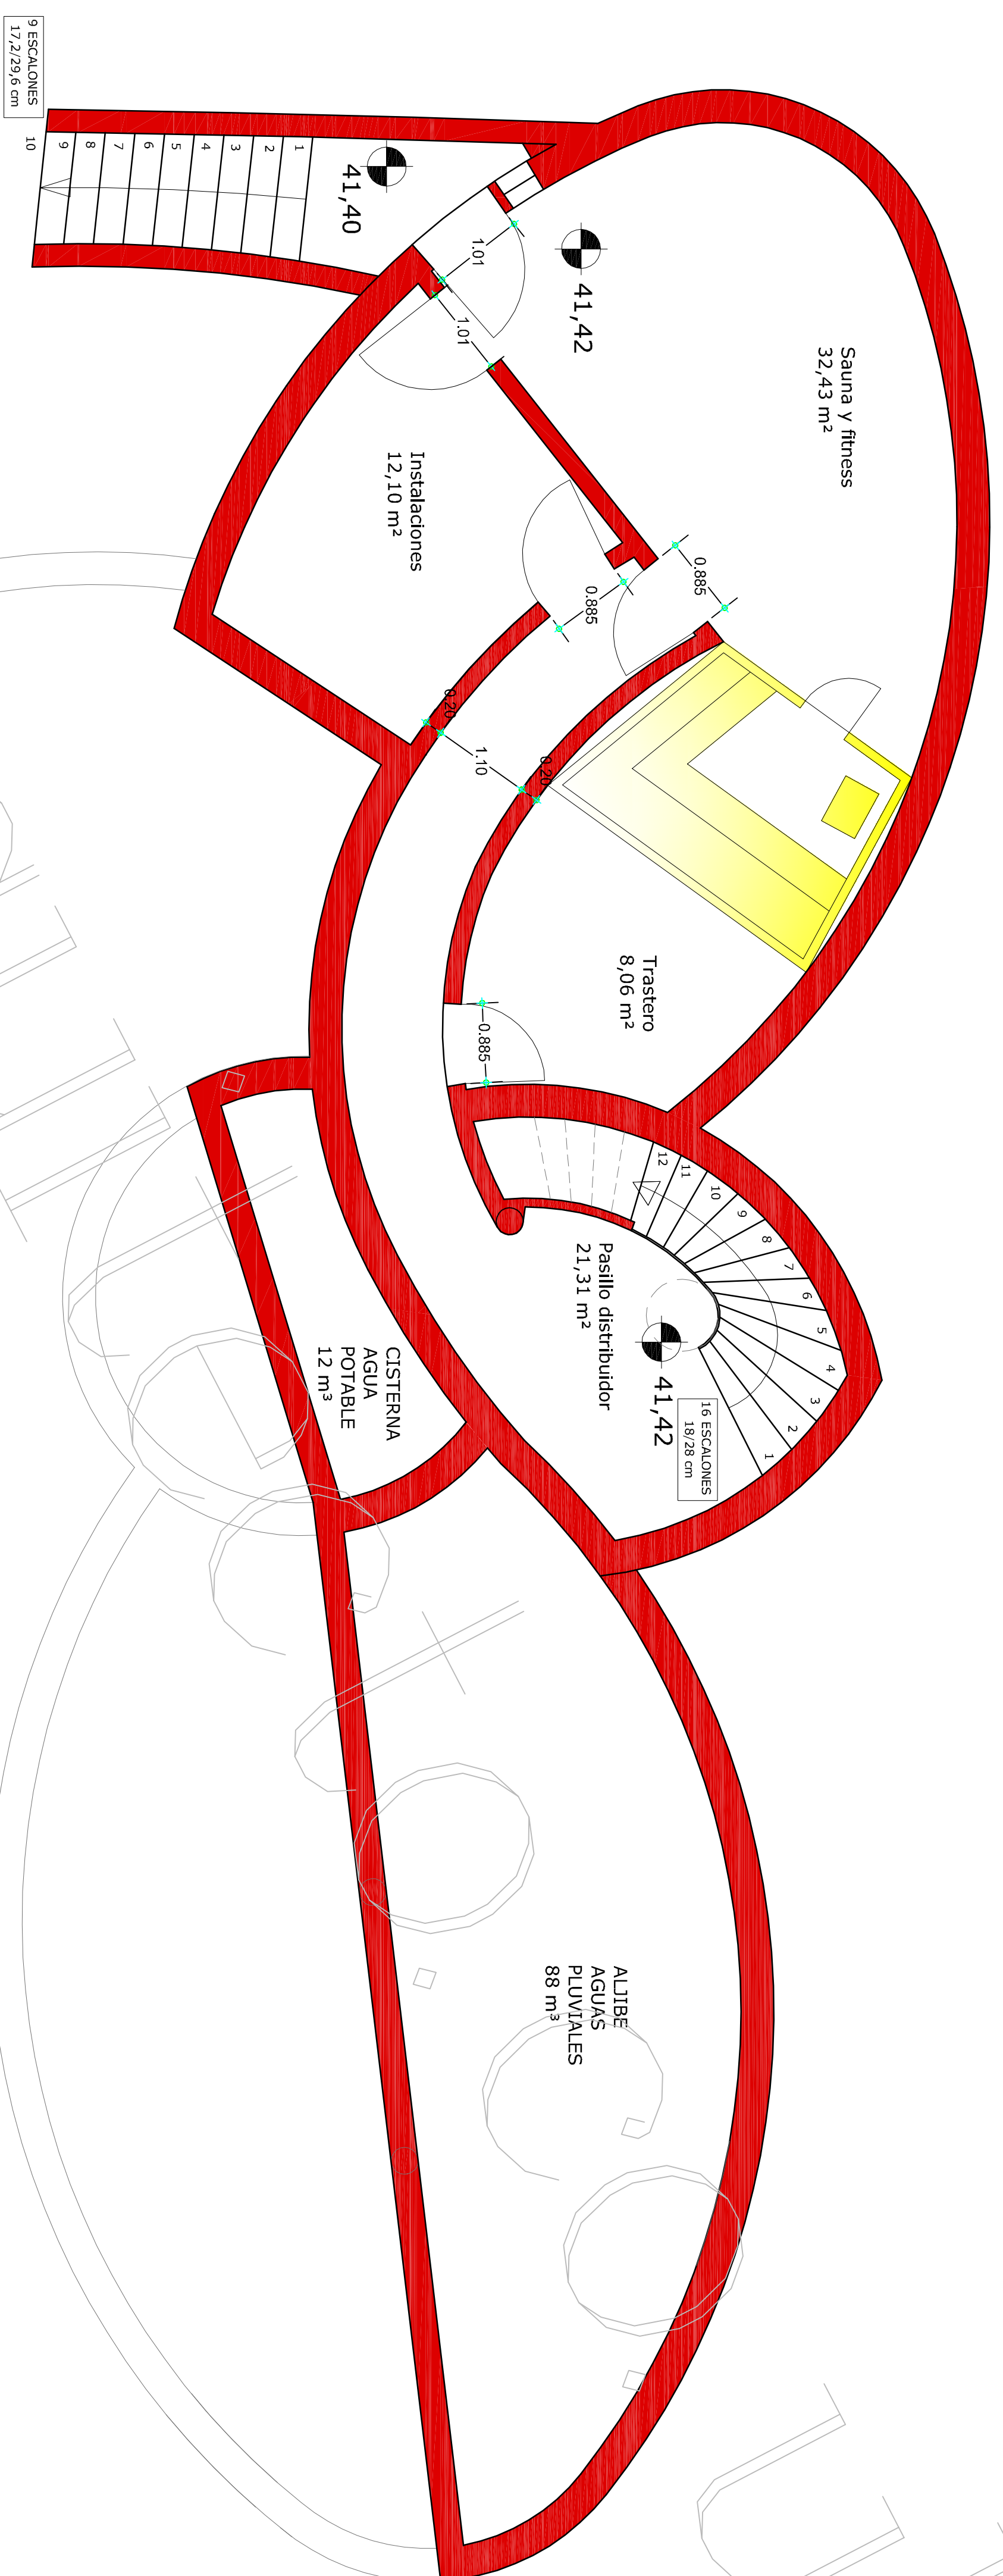 9 ESCALONES
17,2/29,6 cm
10
9
8
7
6
5
4
3
2
1
41,40
41,42
1.01
1.01
Sauna y fitness
32,43 m²
Instalaciones
12,10 m²
0.885
0.885
0.20
1.10
0.20
Trastero
8,06 m²
0.885
12
11
10
9
8
7
6
5
4
3
2
1
Pasillo distribuidor
21,31 m²
41,42
16 ESCALONES
18/28 cm
CISTERNA
AGUA
POTABLE
12 m³
ALJIBE
AGUAS
PLUVIALES
88 m³